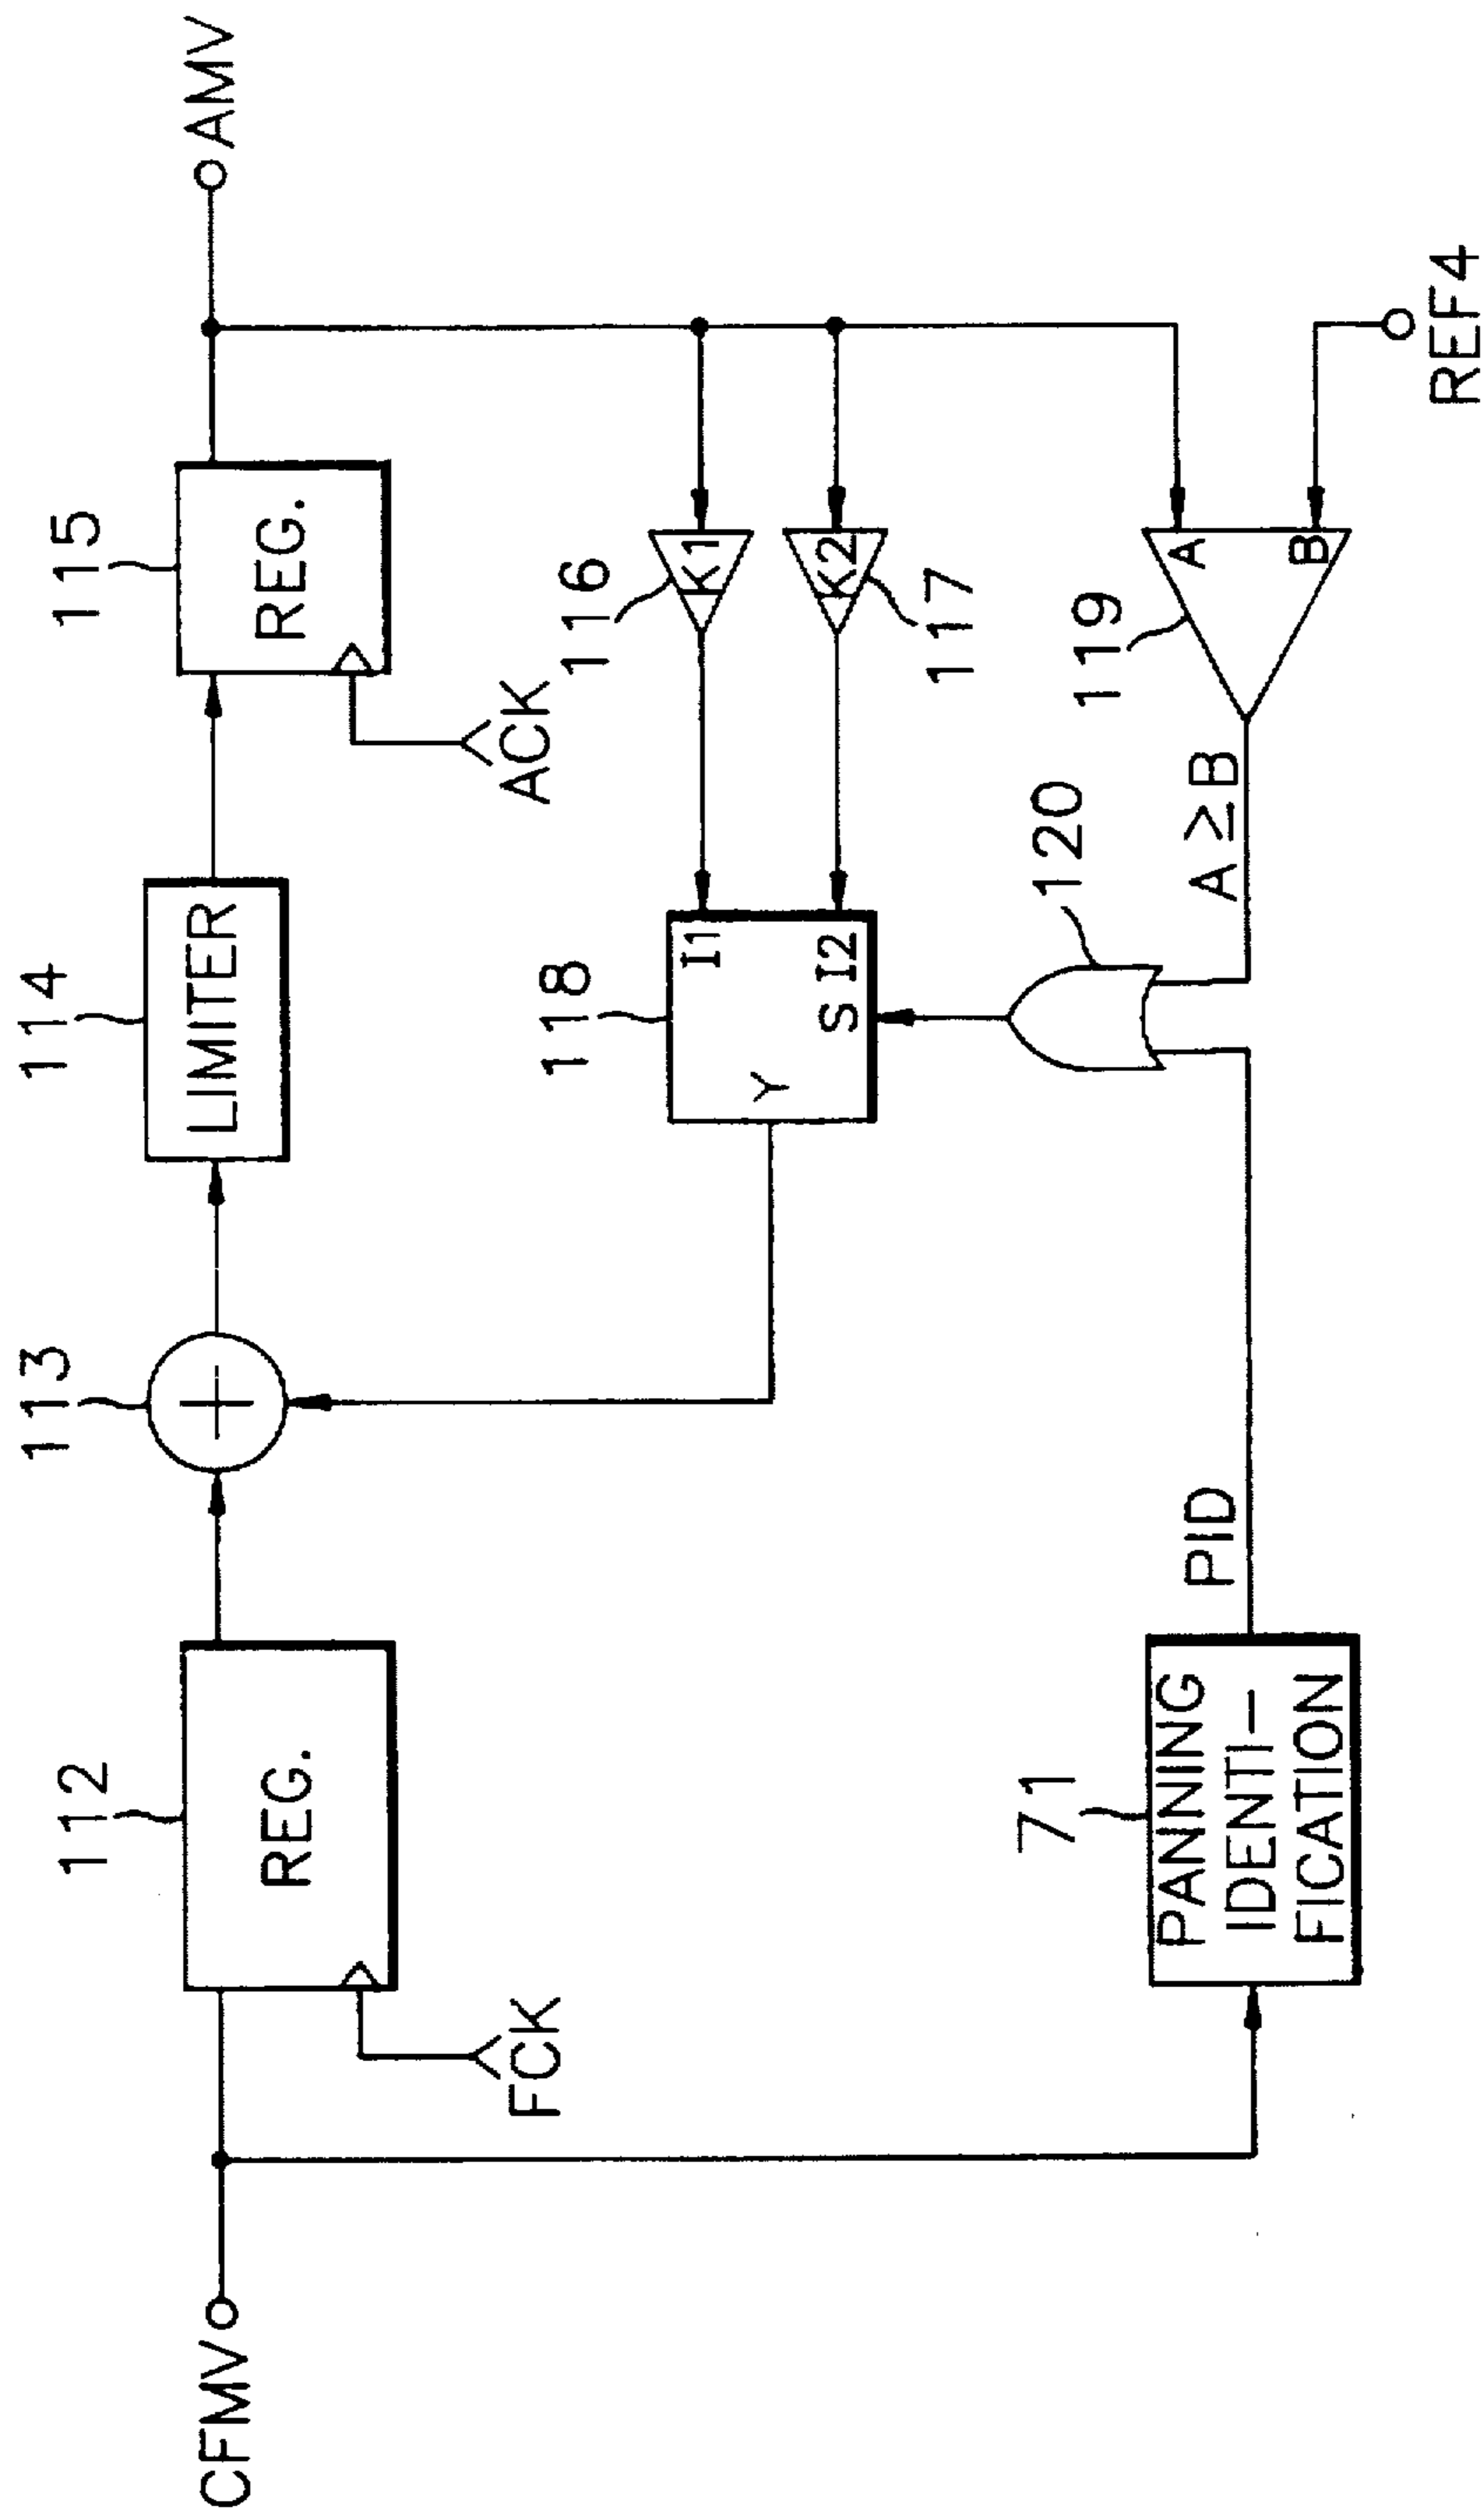 112
113
114
115
CFMV
REG.
LIMITER
REG.
AMV
FCK
ACK
118
116
K1
I1
Y
S I2
K2
117
71
120
119
PANNING
IDENTI-
FICATION
PID
A ≥ B
A
B
REF4